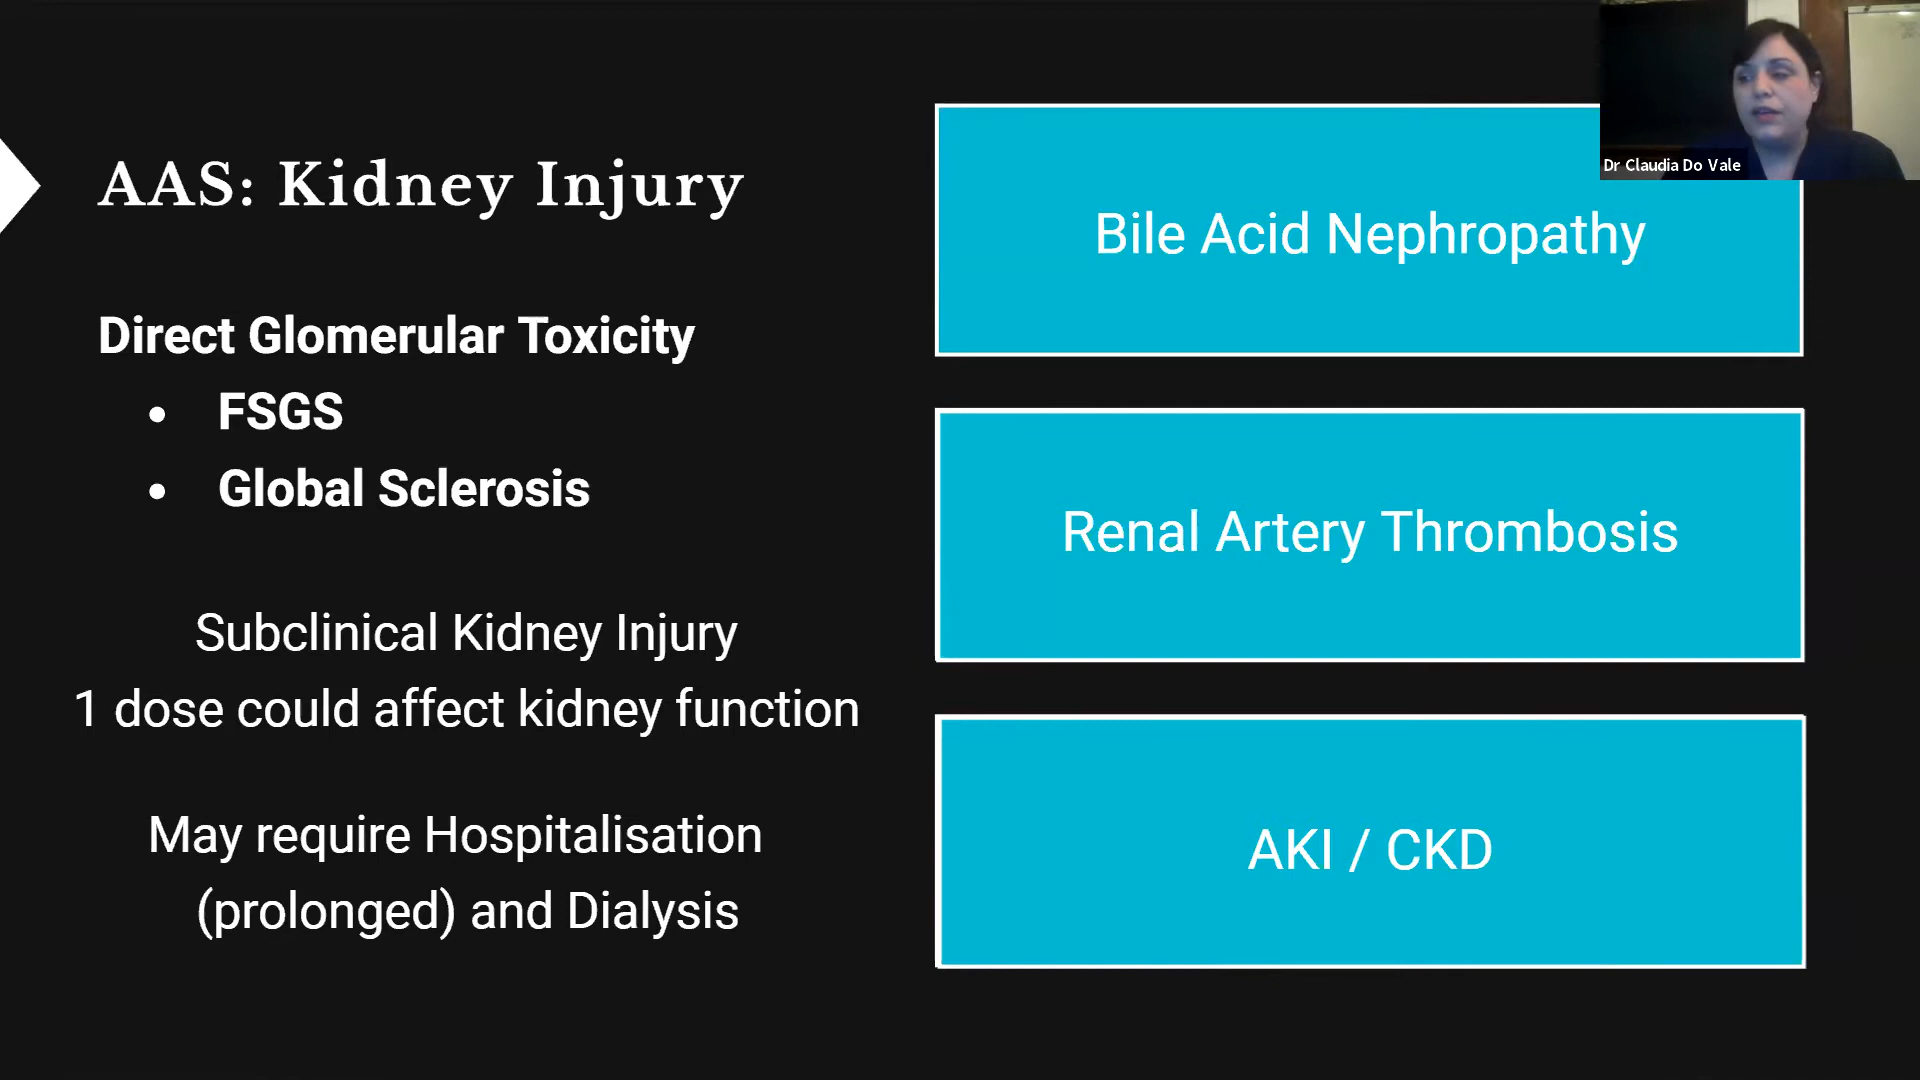 AAS: Kidney Injury
Direct Glomerular Toxicity
• FSGS
• Global Sclerosis
Subclinical Kidney Injury
1 dose could affect kidney function
May require Hospitalisation
(prolonged) and Dialysis
Bile Acid Nephropathy
Renal Artery Thrombosis
AKI / CKD
Dr Claudia Do Vale